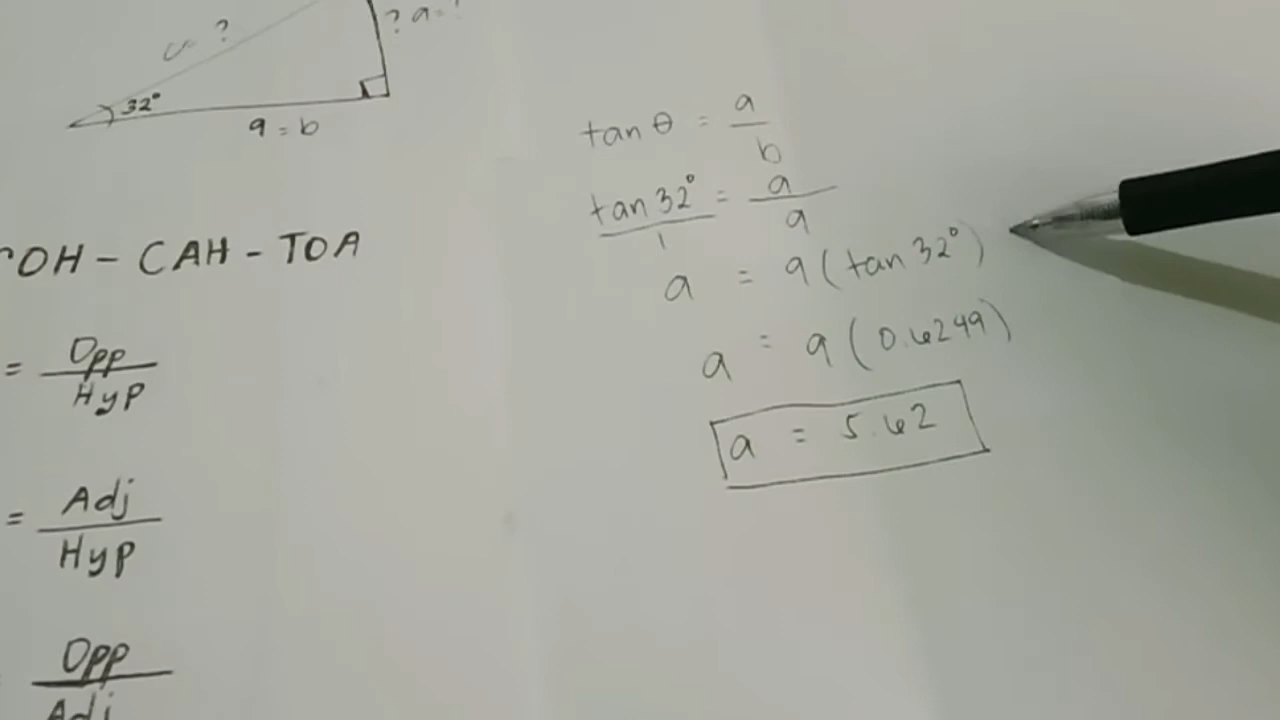 ?
? a = ?
32°
9 = b
OH - CAH - TOA
= Opp
Hyp
= Adj
Hyp
Opp
Adj
tan θ = a
b
tan 32° = a
1 9
a = 9 (tan 32°)
a = 9 (0.6249)
a = 5.62